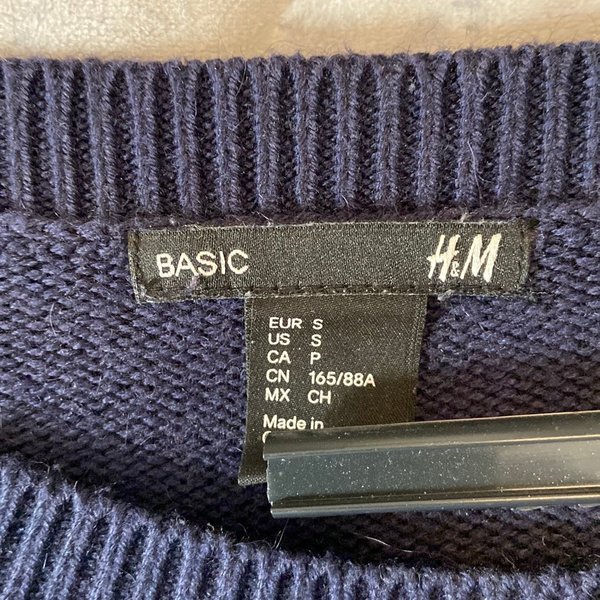 BASIC H&M
EUR S
US S
CA P
CN 165/88A
MX CH
Made in